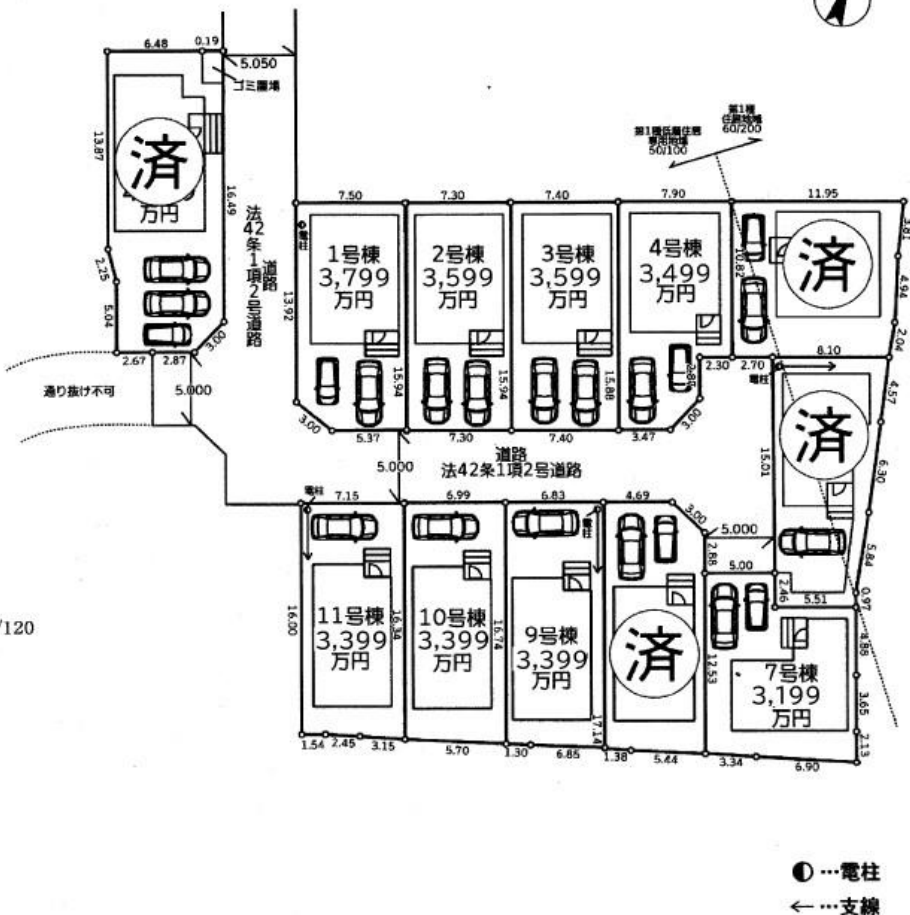 6.48
0.19
5.050
ゴミ置場
13.87
済
万円
16.49
2.25
5.04
2.67
2.87
3.00
通り抜け不可
5.000
法42条1項2号道路
道路
第1種低層住居
専用地域
50/100
第1種
住居地域
60/200
7.50
7.30
7.40
7.90
11.95
電柱
1号棟
3,799
万円
2号棟
3,599
万円
3号棟
3,599
万円
4号棟
3,499
万円
済
10.82
3.81
4.94
2.04
13.92
15.94
15.94
15.88
2.30
2.70
8.10
電柱
3.00
5.37
7.30
7.40
3.47
3.00
済
4.57
6.30
5.84
0.97
15.01
5.000
道路
法42条1項2号道路
電柱
7.15
6.99
6.83
4.69
3.00
5.000
2.88
5.00
2.46
5.51
16.00
11号棟
3,399
万円
16.34
10号棟
3,399
万円
16.74
9号棟
3,399
万円
17.14
済
12.53
7号棟
3,199
万円
3.65
2.13
/120
1.54
2.45
3.15
5.70
1.30
6.85
1.38
5.44
3.34
6.90
…電柱
←…支線